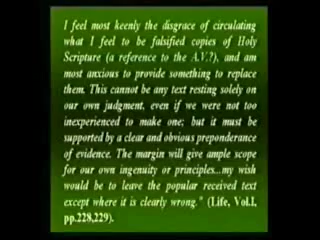 I feel most keenly the disgrace of circulating
what I feel to be falsified copies of Holy
Scripture (a reference to the A.V.?), and am
most anxious to provide something to replace
them. This cannot be any text resting solely on
our own judgment, even if we were not too
inexperienced to make one; but it must be
supported by a clear and obvious preponderance
of evidence. The margin will give ample scope
for our own ingenuity or principles...my wish
would be to leave the popular received text
except where it is clearly wrong." (Life, Vol.I,
pp.228,229).